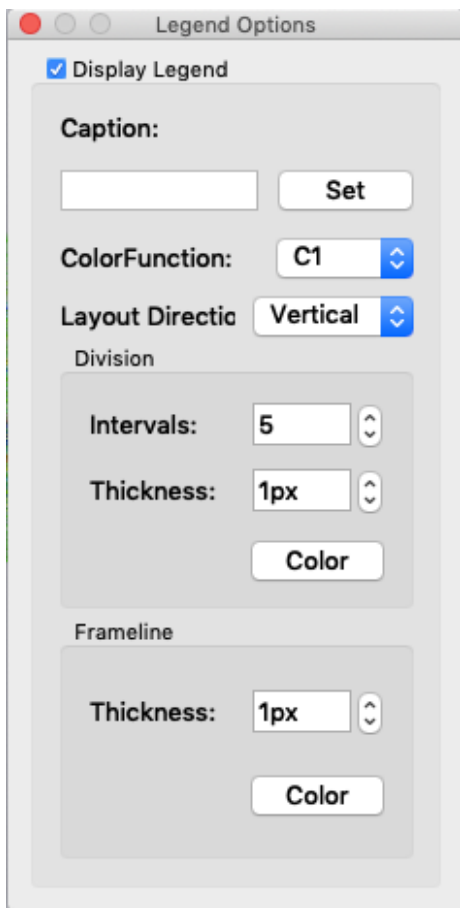 Legend Options
Display Legend
Caption:
Set
ColorFunction: C1
Layout Directio Vertical
Division
Intervals: 5
Thickness: 1px
Color
Frameline
Thickness: 1px
Color